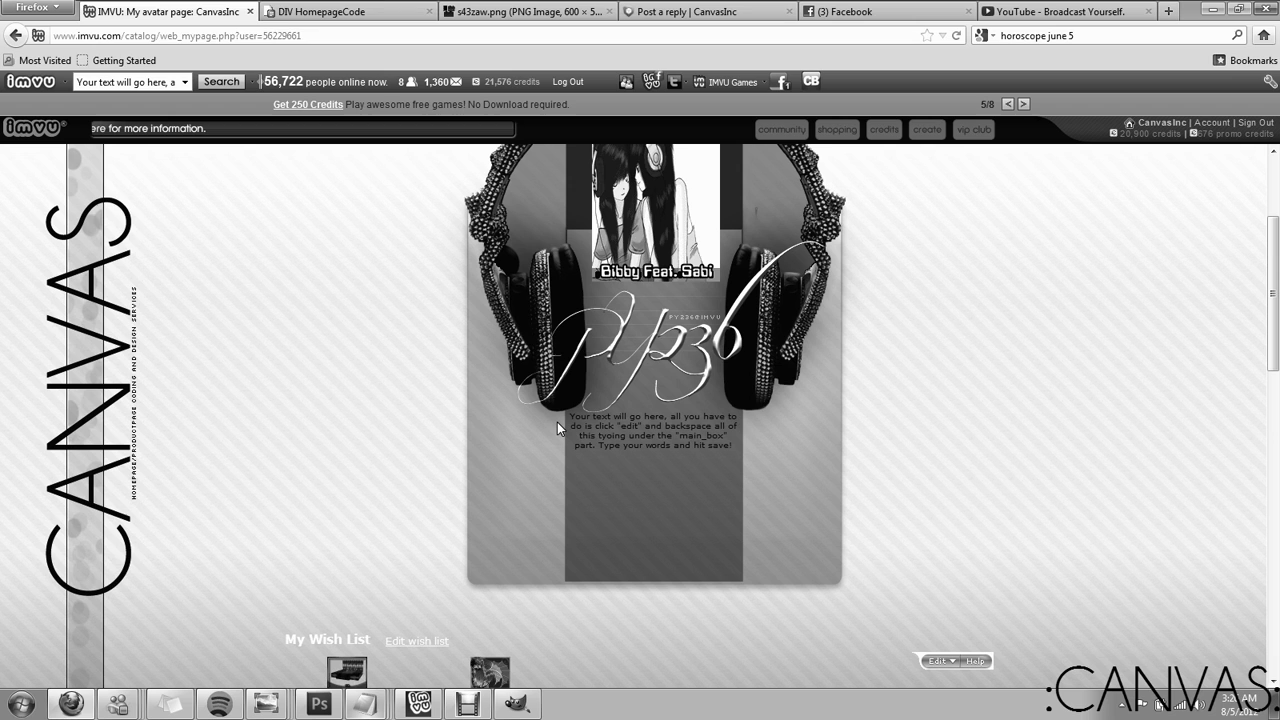 Firefox
IMVU: My avatar page: CanvasInc
DIV HomepageCode
s43zaw.png (PNG Image, 600 × 5...
Post a reply | CanvasInc
(3) Facebook
YouTube - Broadcast Yourself.
www.imvu.com/catalog/web_mypage.php?user=56229661
horoscope june 5
Most Visited
Getting Started
Bookmarks
imvu
Your text will go here, a
Search
56,722 people online now.
8
1,360
21,576 credits
Log Out
IMVU Games
CB
Get 250 Credits Play awesome free games! No Download required.
5/8
imvu
ere for more information.
community
shopping
credits
create
vip club
CanvasInc | Account | Sign Out
20,900 credits
676 promo credits
CANVAS
HOMEPAGE/PRODUCTPAGE CODING AND DESIGN SERVICES
Bibby Feat. Sabi
PY236@IMVU
Your text will go here, all you have to
do is click "edit" and backspace all of
this tyoing under the "main_box"
part. Type your words and hit save!
My Wish List
Edit wish list
Edit
Help
:CANVAS:
Ps
8/5/2012